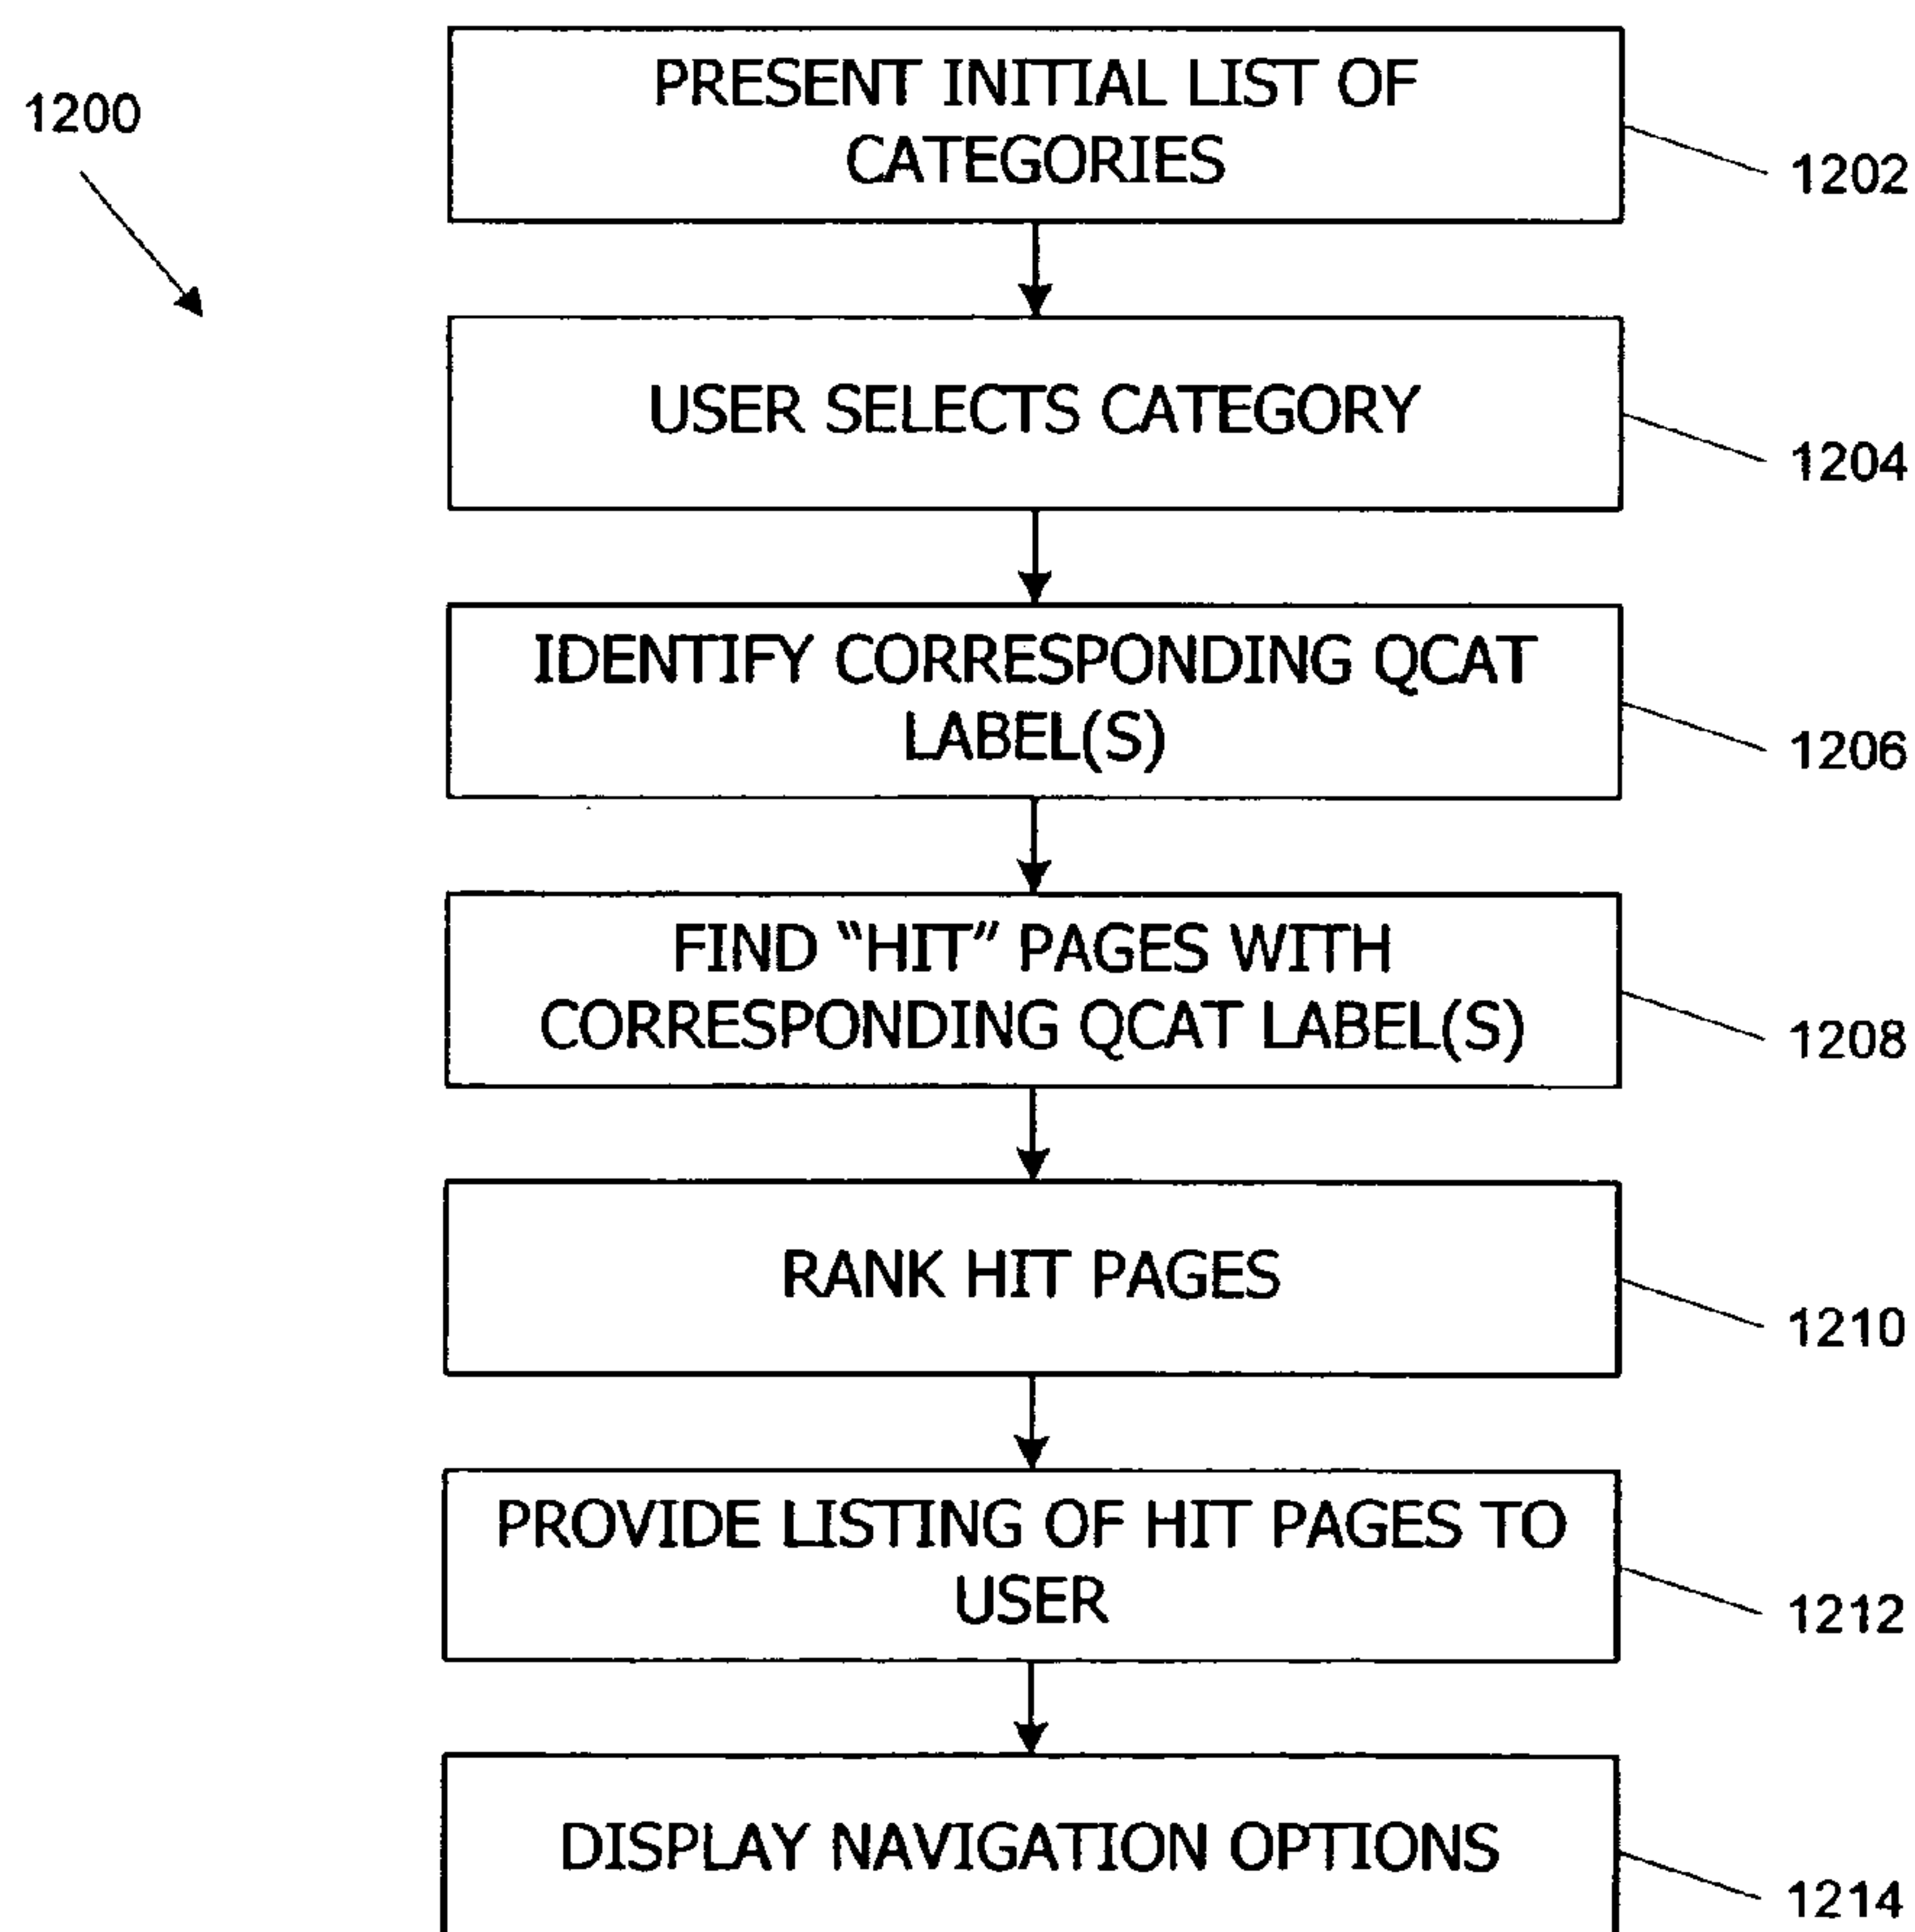 PRESENT INITIAL LIST OF
CATEGORIES
1200
1202
USER SELECTS CATEGORY
1204
IDENTIFY CORRESPONDING QCAT
LABEL(S)
1206
FIND “HIT” PAGES WITH
CORRESPONDING QCAT LABEL(S)
1208
RANK HIT PAGES
1210
PROVIDE LISTING OF HIT PAGES TO
USER
1212
DISPLAY NAVIGATION OPTIONS
1214